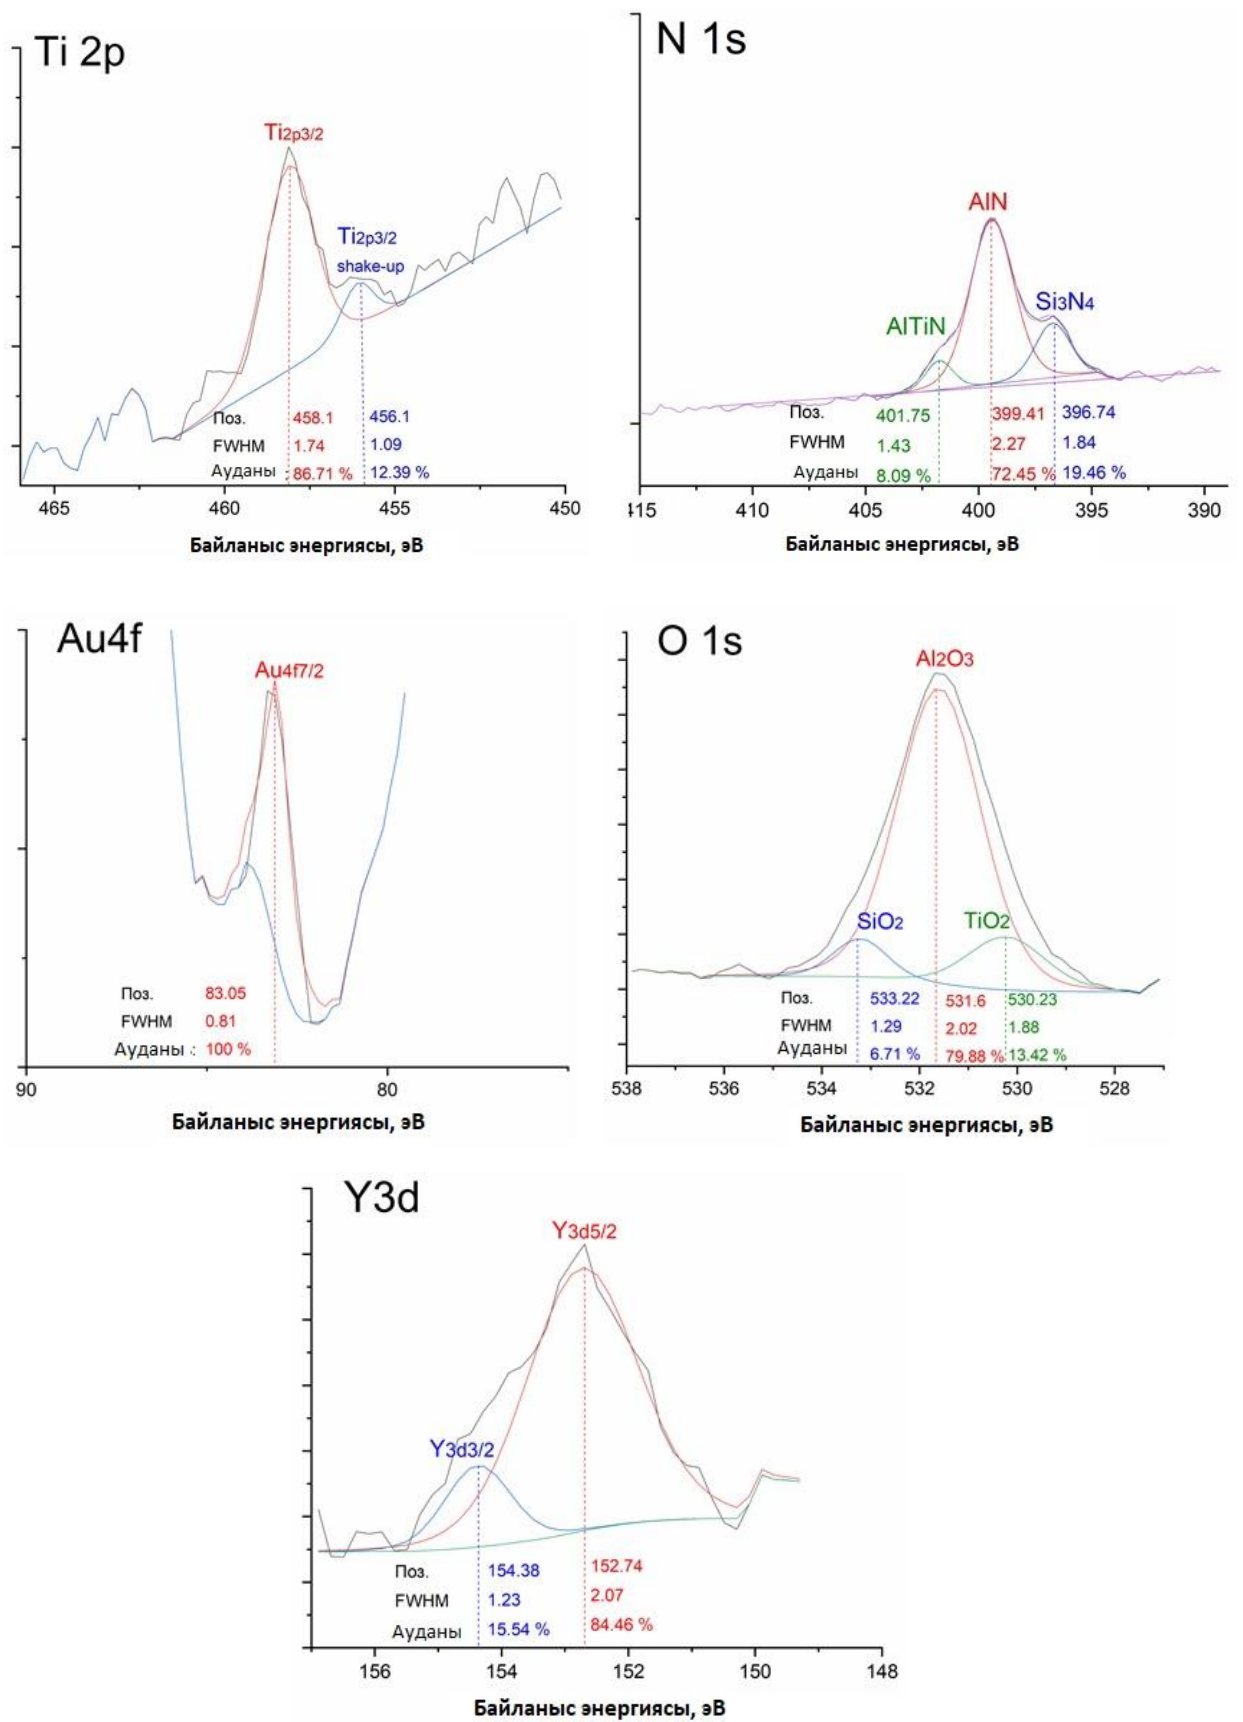 Ti 2p
Ti2p3/2
Ti2p3/2
shake-up
Поз. 458.1 456.1
FWHM 1.74 1.09
Ауданы : 86.71 % 12.39 %
465 460 455 450
Байланыс энергиясы, эВ
N 1s
AlN
Si3N4
AlTiN
Поз. 401.75 399.41 396.74
FWHM 1.43 2.27 1.84
Ауданы 8.09 % 72.45 % 19.46 %
415 410 405 400 395 390
Байланыс энергиясы, эВ
Au4f
Au4f7/2
Поз. 83.05
FWHM 0.81
Ауданы .: 100 %
90 80
Байланыс энергиясы, эВ
O 1s
Al2O3
SiO2 TiO2
Поз. 533.22 531.6 530.23
FWHM 1.29 2.02 1.88
Ауданы 6.71 % 79.88 % 13.42 %
538 536 534 532 530 528
Байланыс энергиясы, эВ
Y3d
Y3d5/2
Y3d3/2
Поз. 154.38 152.74
FWHM 1.23 2.07
Ауданы 15.54 % 84.46 %
156 154 152 150 148
Байланыс энергиясы, эВ